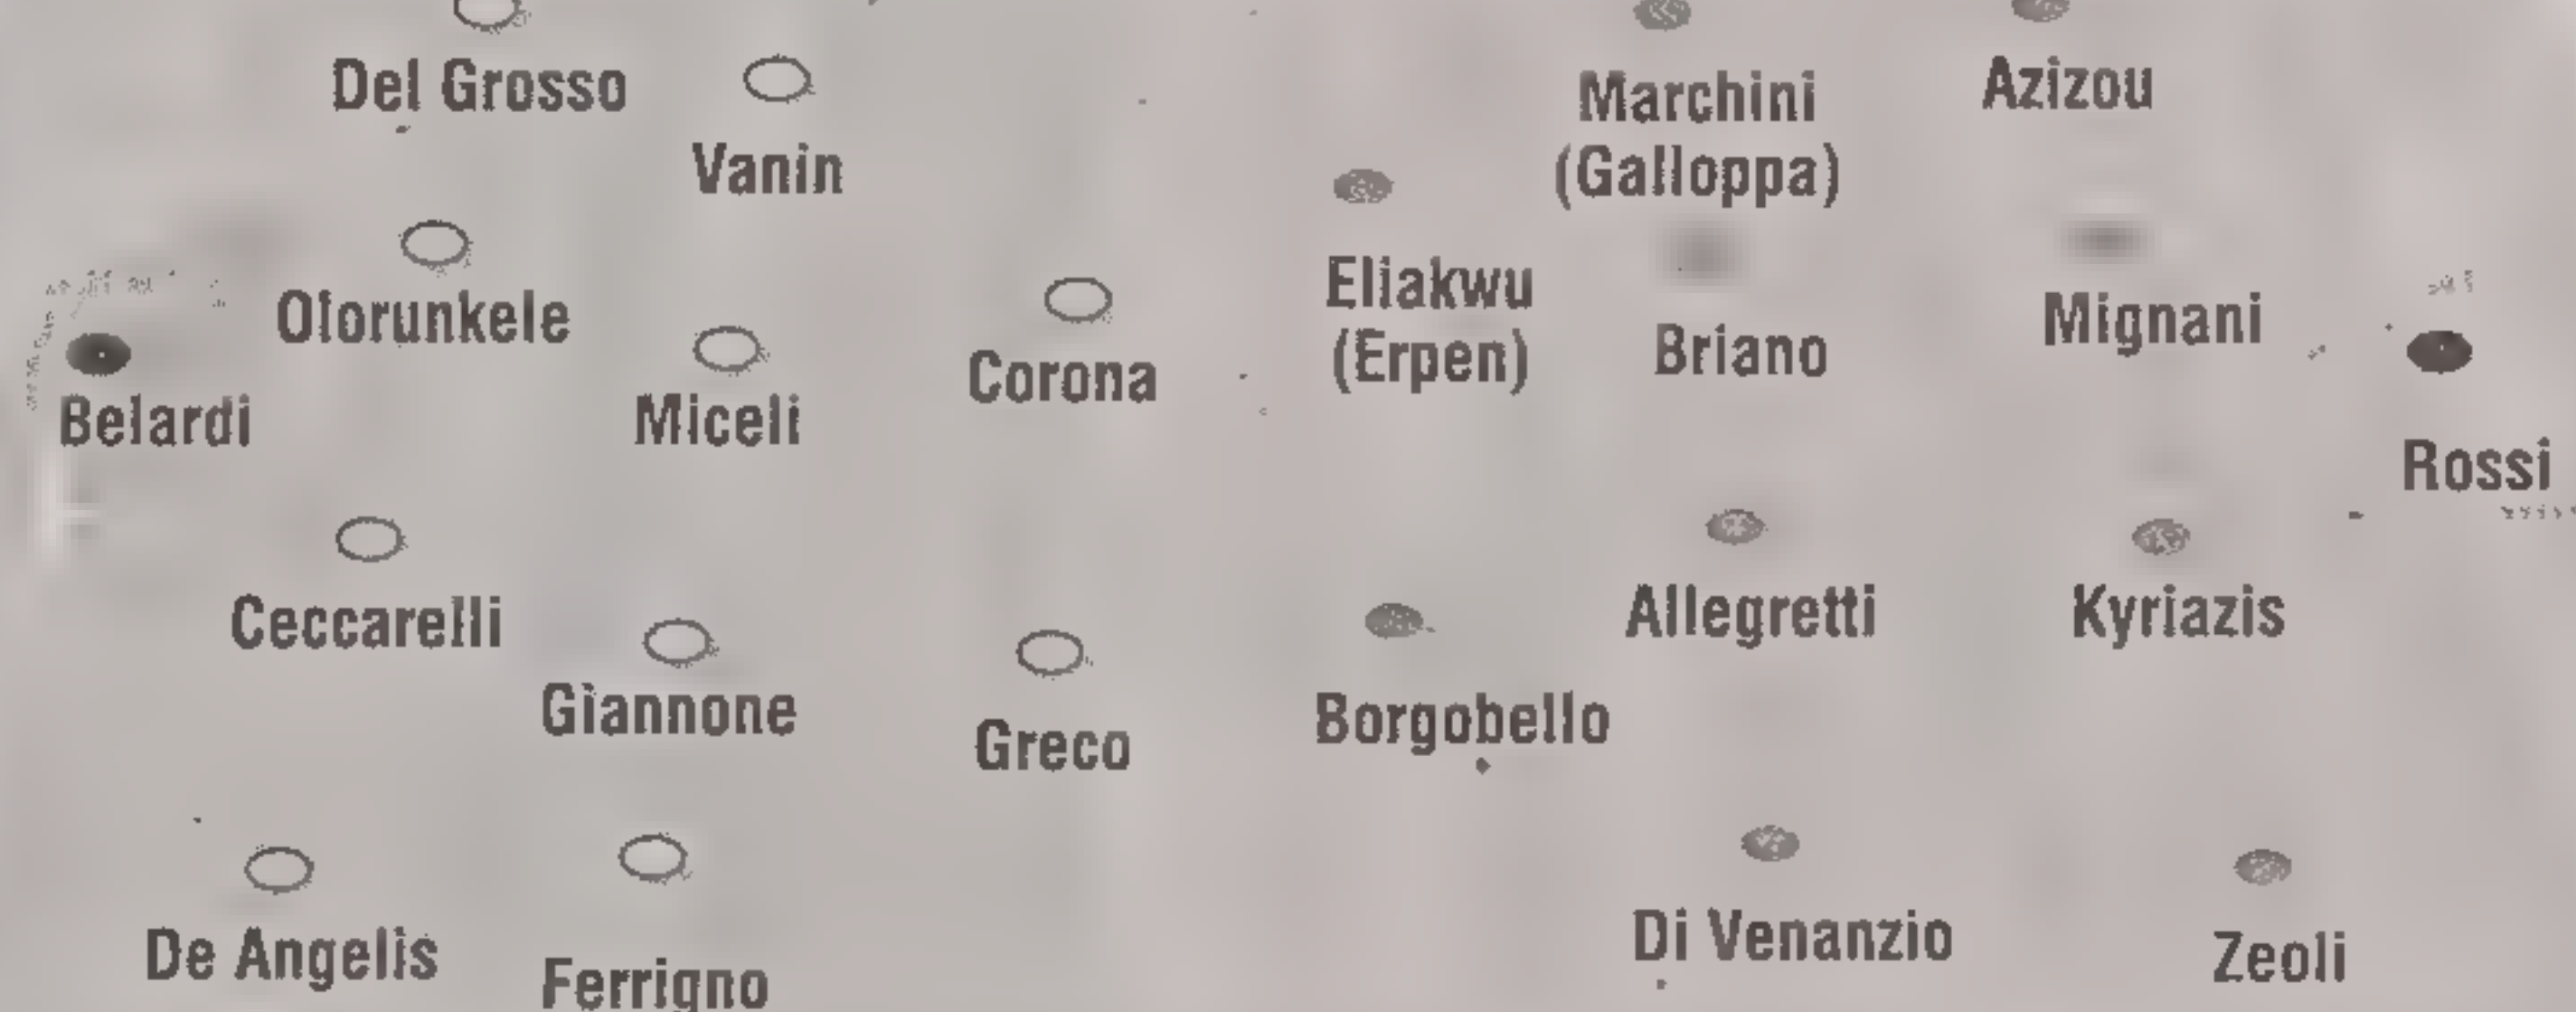 Del Grosso
Vanin
Olorunkele
Belardi
Miceli
Corona
Ceccarelli
Giannone
Greco
De Angelis
Ferrigno
Marchini
(Galloppa)
Azizou
Eliakwu
(Erpen)
Briano
Mignani
Rossi
Allegretti
Kyriazis
Borgobello
Di Venanzio
Zeoli